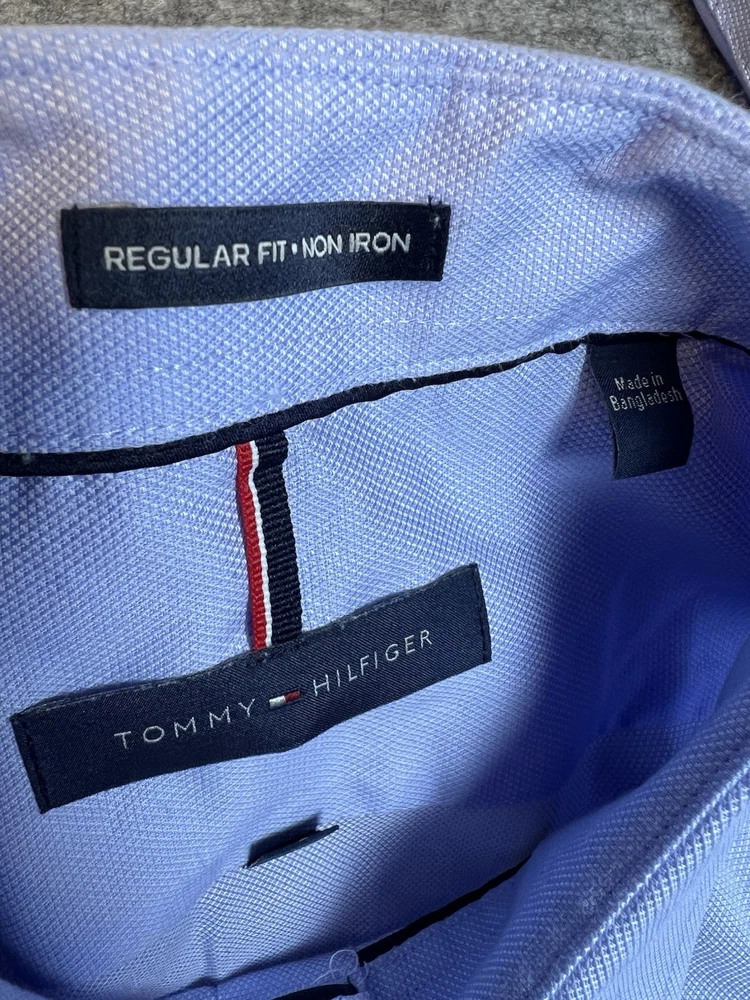 REGULAR FIT • NON IRON
Made in
Bangladesh
TOMMY HILFIGER